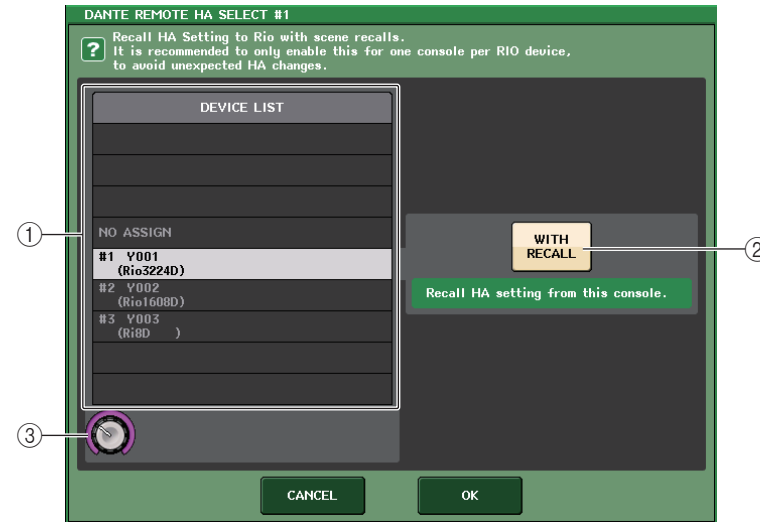 DANTE REMOTE HA SELECT #1
? Recall HA Setting to Rio with scene recalls.
It is recommended to only enable this for one console per RIO device,
to avoid unexpected HA changes.
DEVICE LIST
① NO ASSIGN
#1 Y001
(Rio3224D)
#2 Y002
(Rio1608D)
#3 Y003
(Ri8D )
WITH
RECALL
②
Recall HA setting from this console.
③
CANCEL
OK